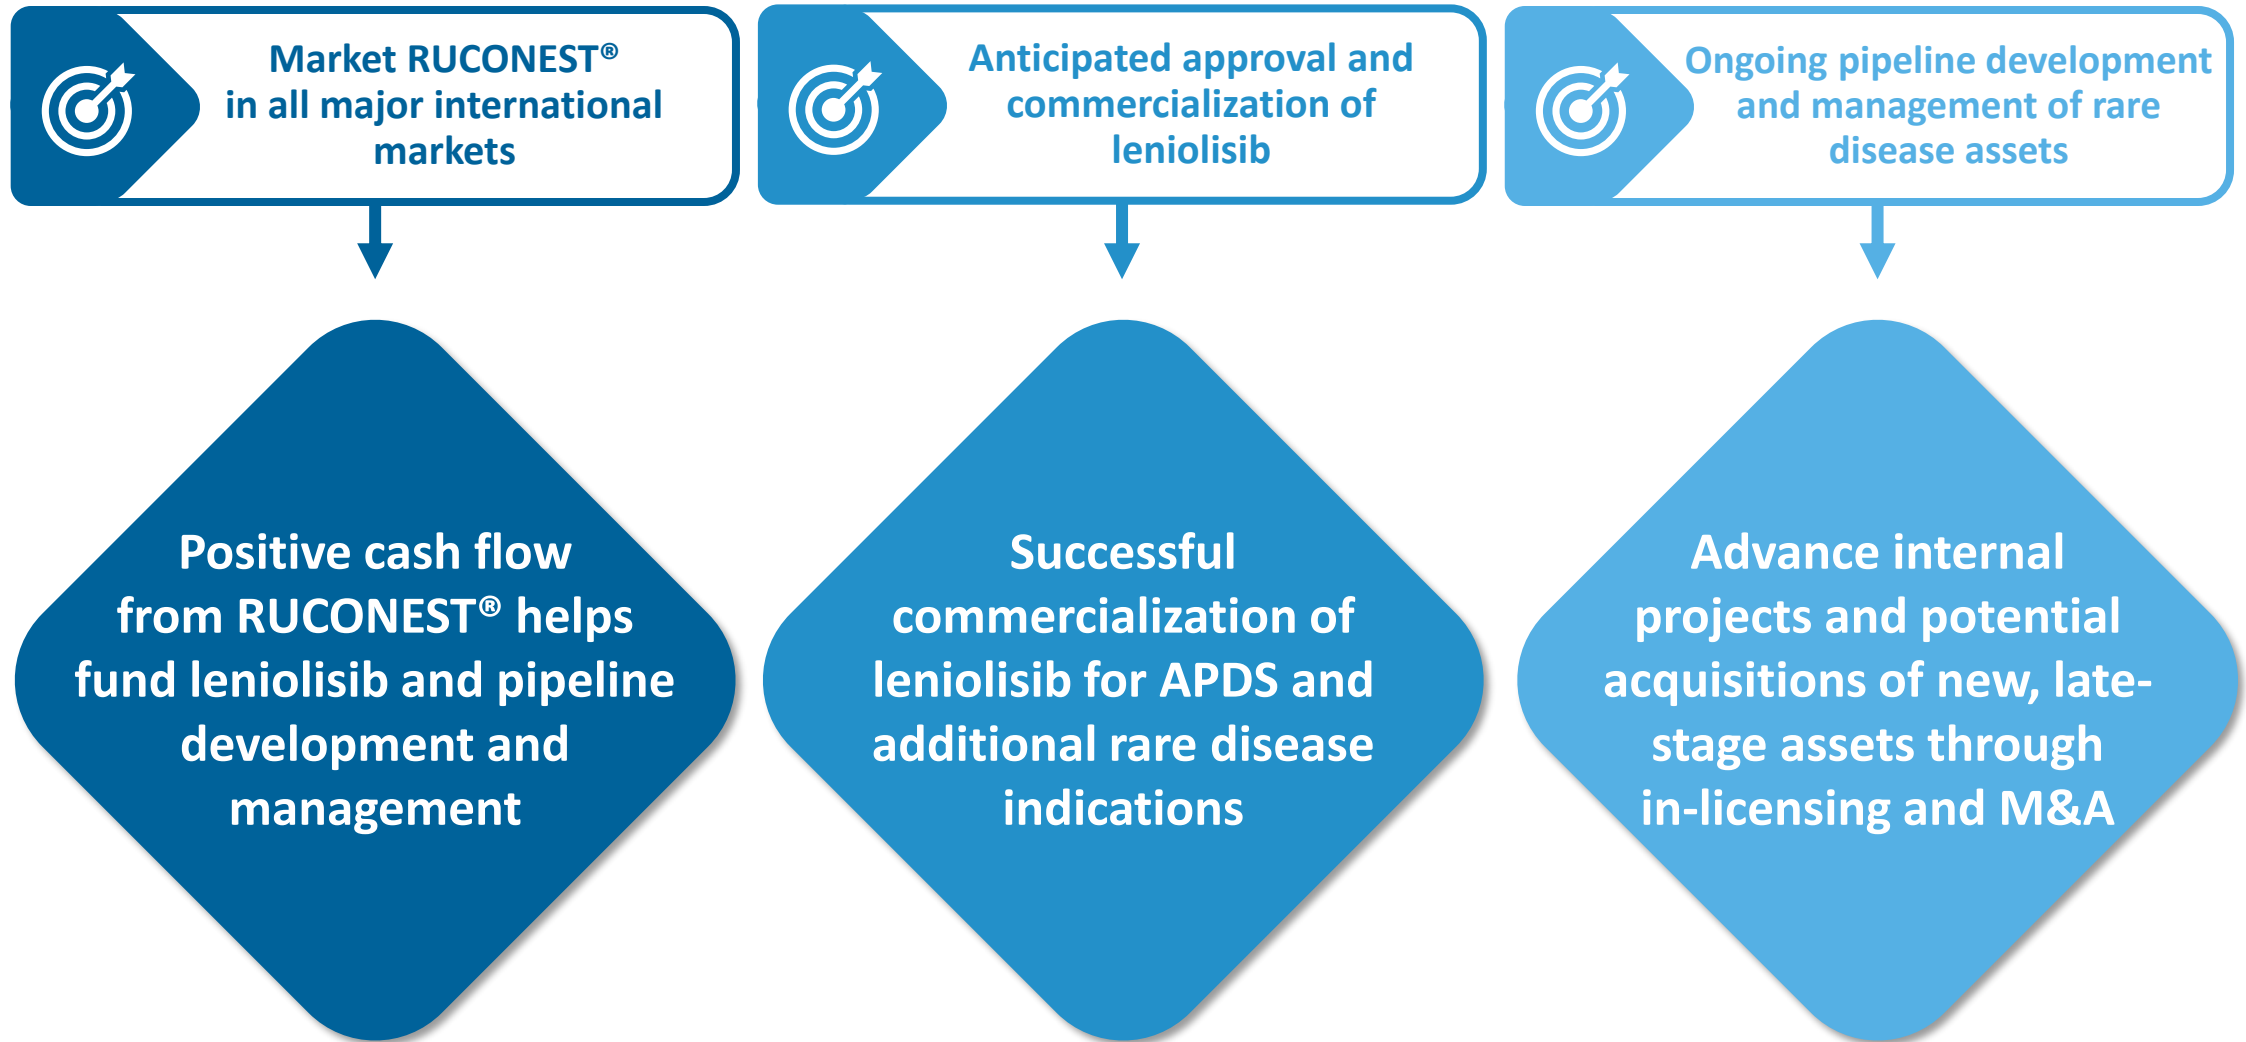 Market RUCONEST®
in all major international
markets
Anticipated approval and
commercialization of
leniolisib
Ongoing pipeline development
and management of rare
disease assets
Positive cash flow
from RUCONEST® helps
fund leniolisib and pipeline
development and
management
Successful
commercialization of
leniolisib for APDS and
additional rare disease
indications
Advance internal
projects and potential
acquisitions of new, late-
stage assets through
in-licensing and M&A